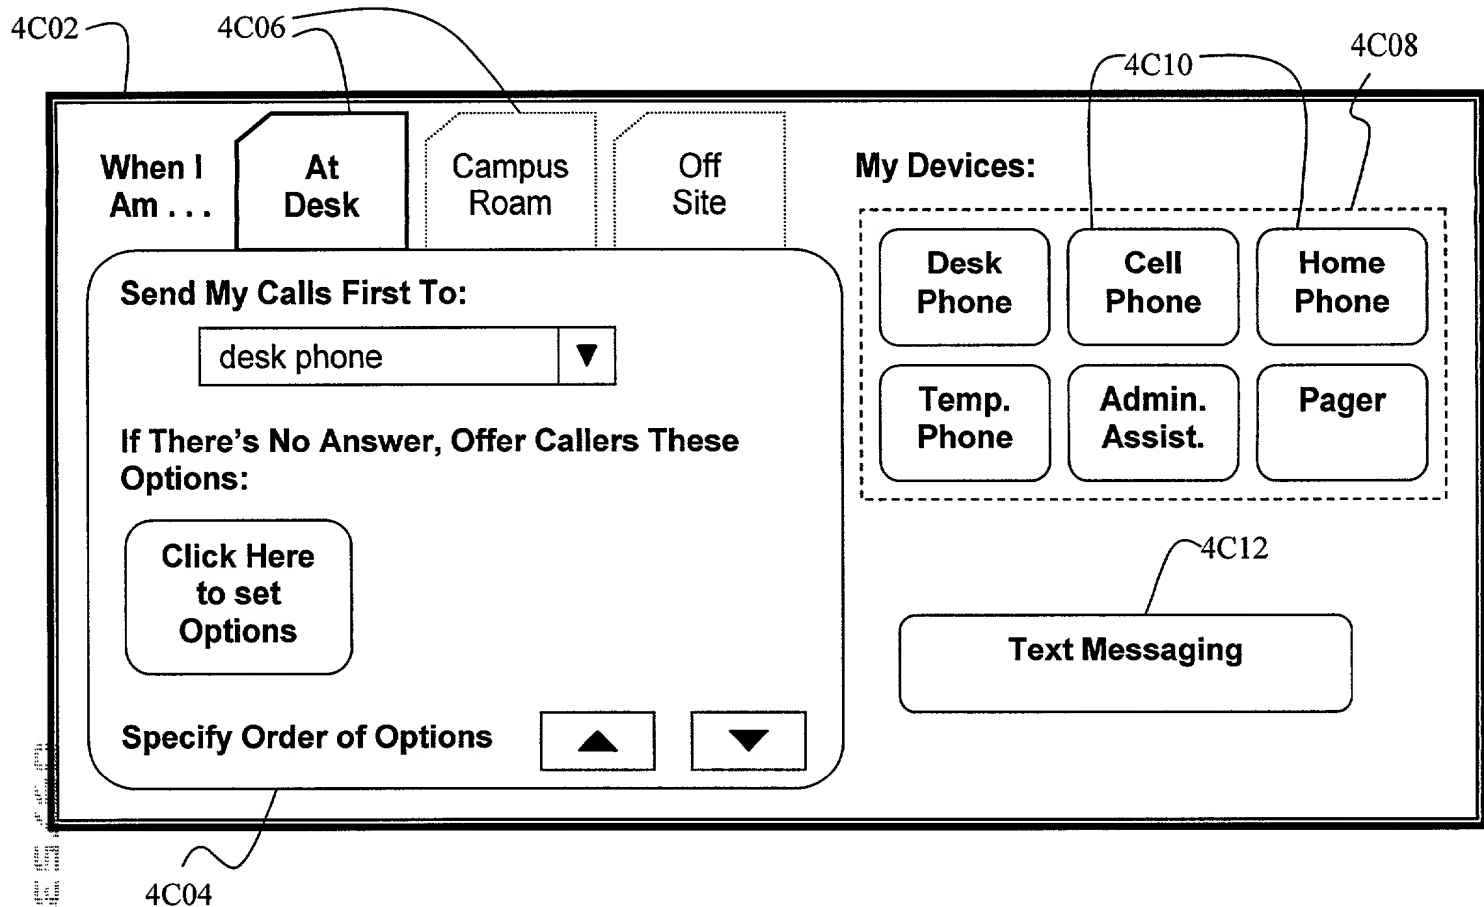 4C02
4C06
4C10
4C08
When I
Am . . .
At
Desk
Campus
Roam
Off
Site
My Devices:
Send My Calls First To:
desk phone
If There's No Answer, Offer Callers These
Options:
Click Here
to set
Options
Specify Order of Options
Desk
Phone
Cell
Phone
Home
Phone
Temp.
Phone
Admin.
Assist.
Pager
4C12
Text Messaging
4C04